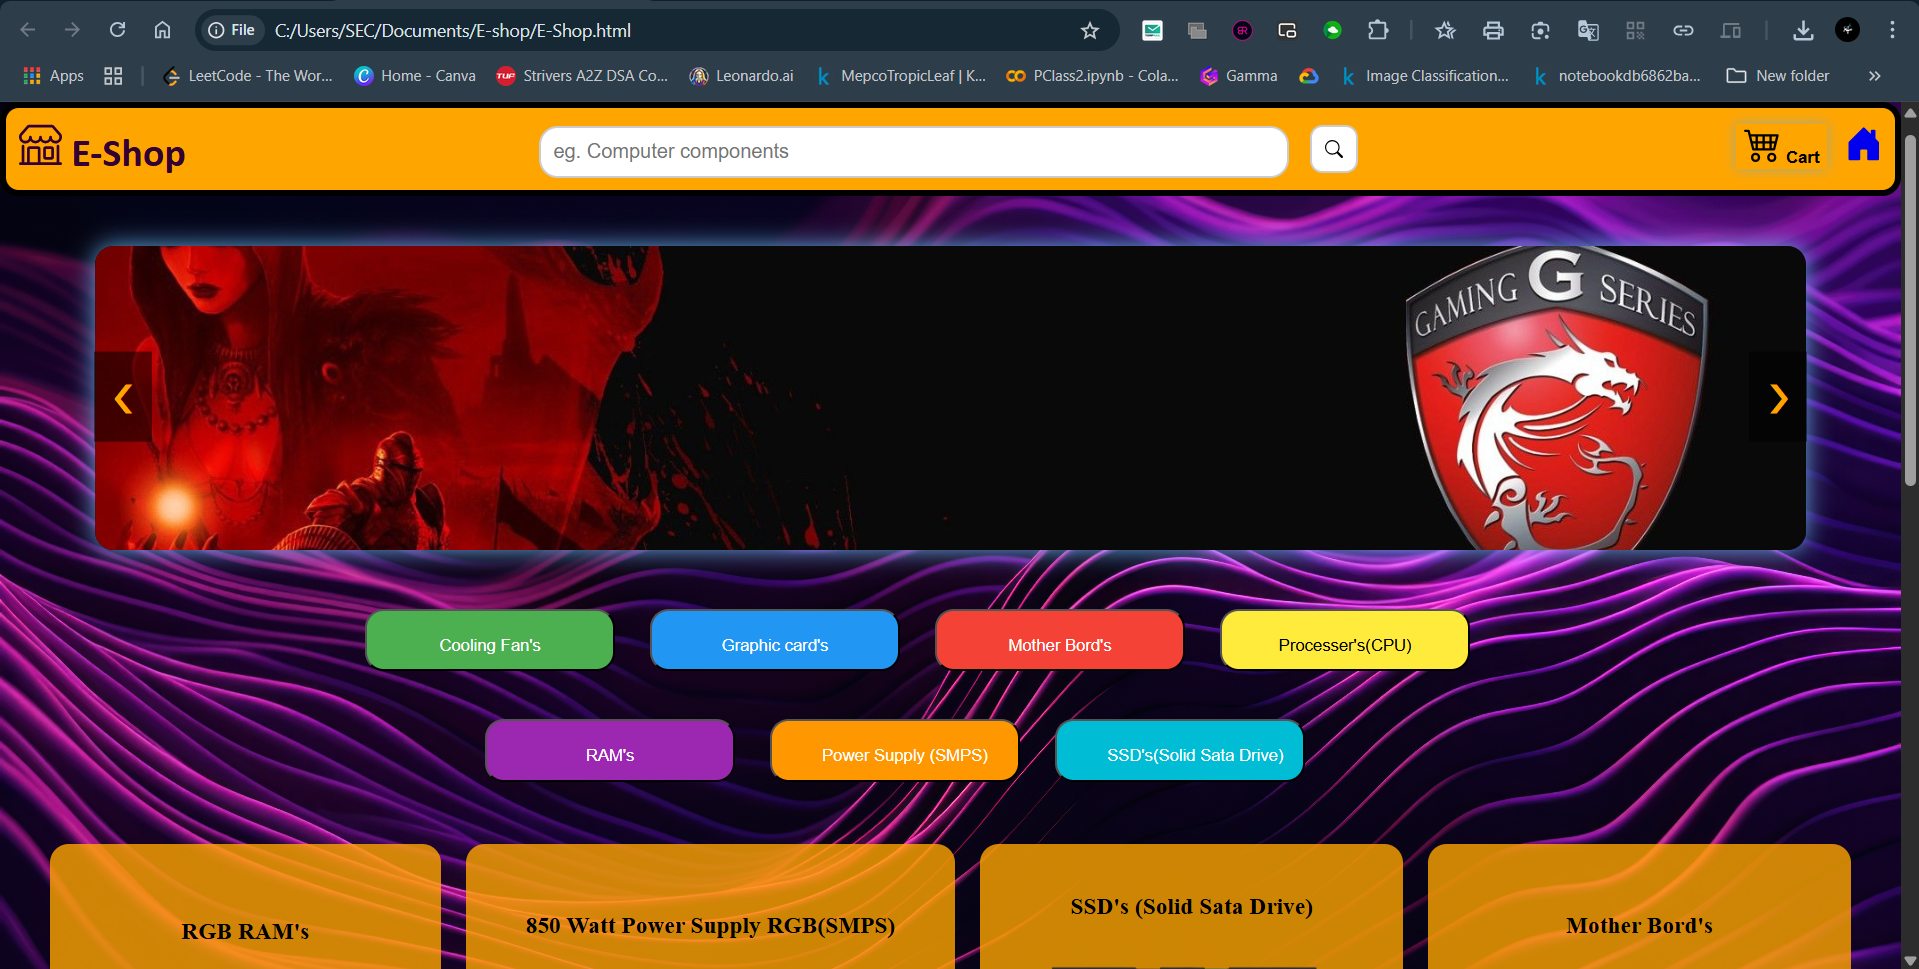 File C:/Users/SEC/Documents/E-shop/E-Shop.html
Apps LeetCode - The Wor... Home - Canva Strivers A2Z DSA Co... Leonardo.ai MepcoTropicLeaf | K... PClass2.ipynb - Cola... Gamma Image Classification... notebookdb6862ba... New folder
E-Shop eg. Computer components Cart
GAMING G SERIES
Cooling Fan's Graphic card's Mother Bord's Processer's(CPU)
RAM's Power Supply (SMPS) SSD's(Solid Sata Drive)
RGB RAM's 850 Watt Power Supply RGB(SMPS) SSD's (Solid Sata Drive) Mother Bord's